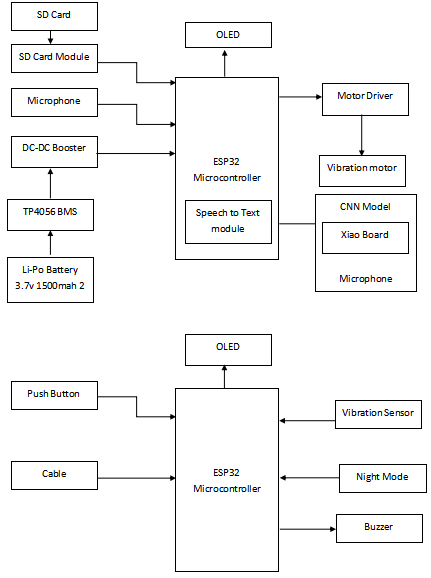 SD Card
OLED
SD Card Module
Microphone
Motor Driver
DC-DC Booster
ESP32
Microcontroller
Vibration motor
TP4056 BMS
Speech to Text
module
CNN Model
Xiao Board
Microphone
Li-Po Battery
3.7v 1500mah 2
OLED
Push Button
Vibration Sensor
Cable
ESP32
Microcontroller
Night Mode
Buzzer